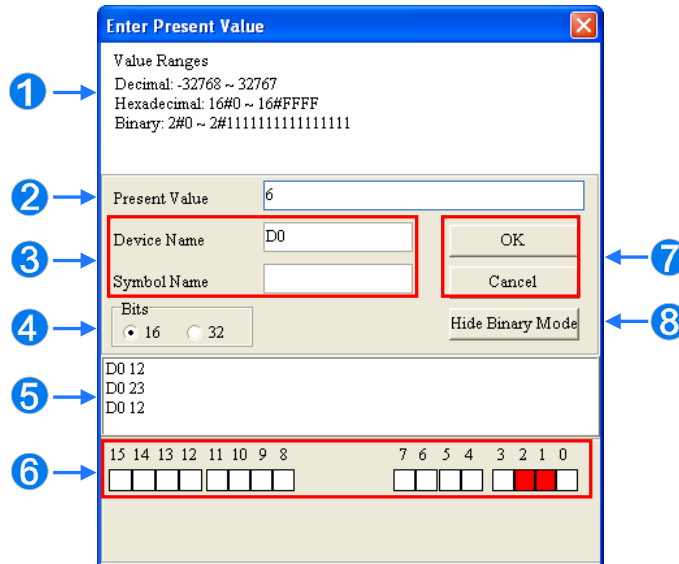 Enter Present Value
1
Value Ranges
Decimal: -32768 ~ 32767
Hexadecimal: 16#0 ~ 16#FFFF
Binary: 2#0 ~ 2#1111111111111111
2
Present Value 6
3
Device Name D0
OK
7
Symbol Name
Cancel
4
Bits
16 32
Hide Binary Mode
8
5
D0 12
D0 23
D0 12
6
15 14 13 12 11 10 9 8 7 6 5 4 3 2 1 0